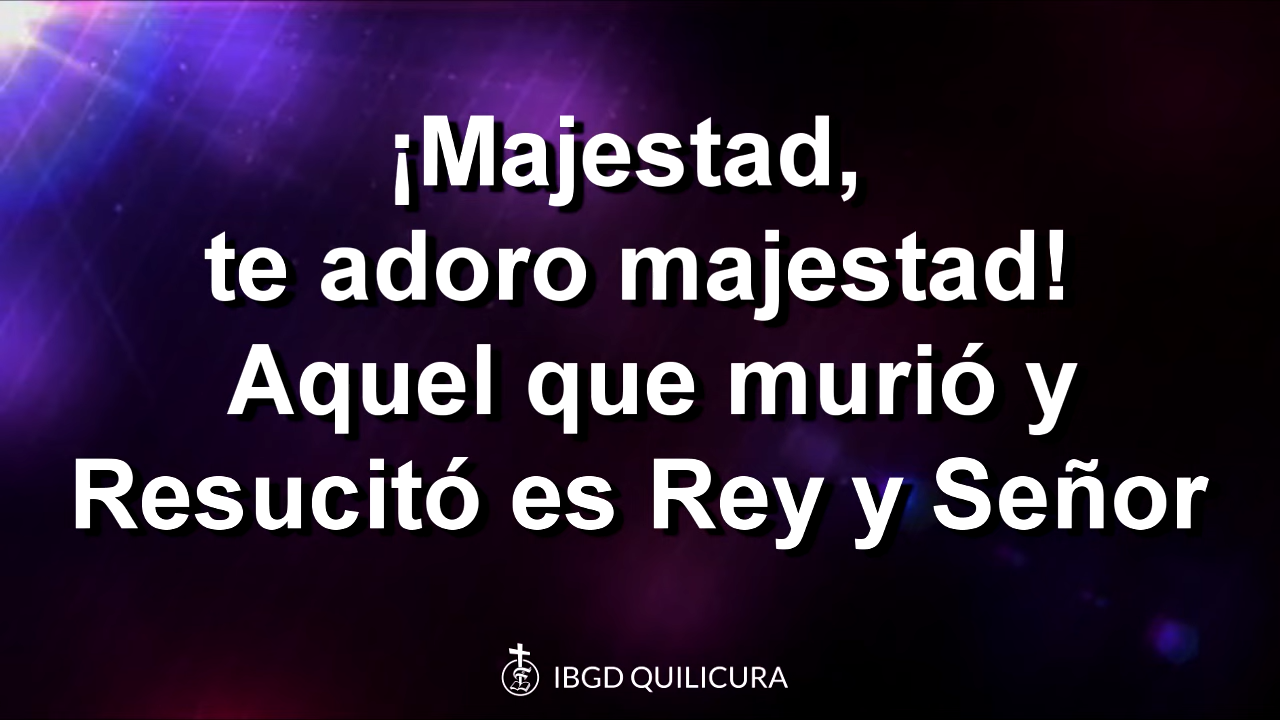 ¡Majestad,
te adoro majestad!
Aquel que murió y
Resucitó es Rey y Señor
IBGD QUILICURA